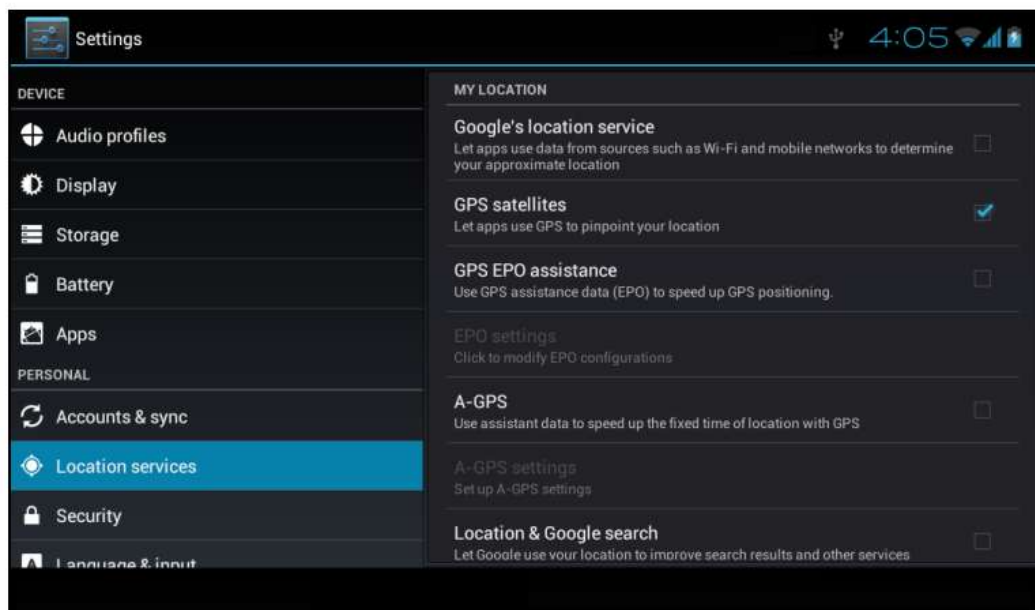 Settings
4:05
DEVICE
Audio profiles
Display
Storage
Battery
Apps
PERSONAL
Accounts & sync
Location services
Security
Language & input
MY LOCATION
Google's location service
Let apps use data from sources such as Wi-Fi and mobile networks to determine
your approximate location
GPS satellites
Let apps use GPS to pinpoint your location
GPS EPO assistance
Use GPS assistance data (EPO) to speed up GPS positioning.
EPO settings
Click to modify EPO configurations
A-GPS
Use assistant data to speed up the fixed time of location with GPS
A-GPS settings
Set up A-GPS settings
Location & Google search
Let Google use your location to improve search results and other services